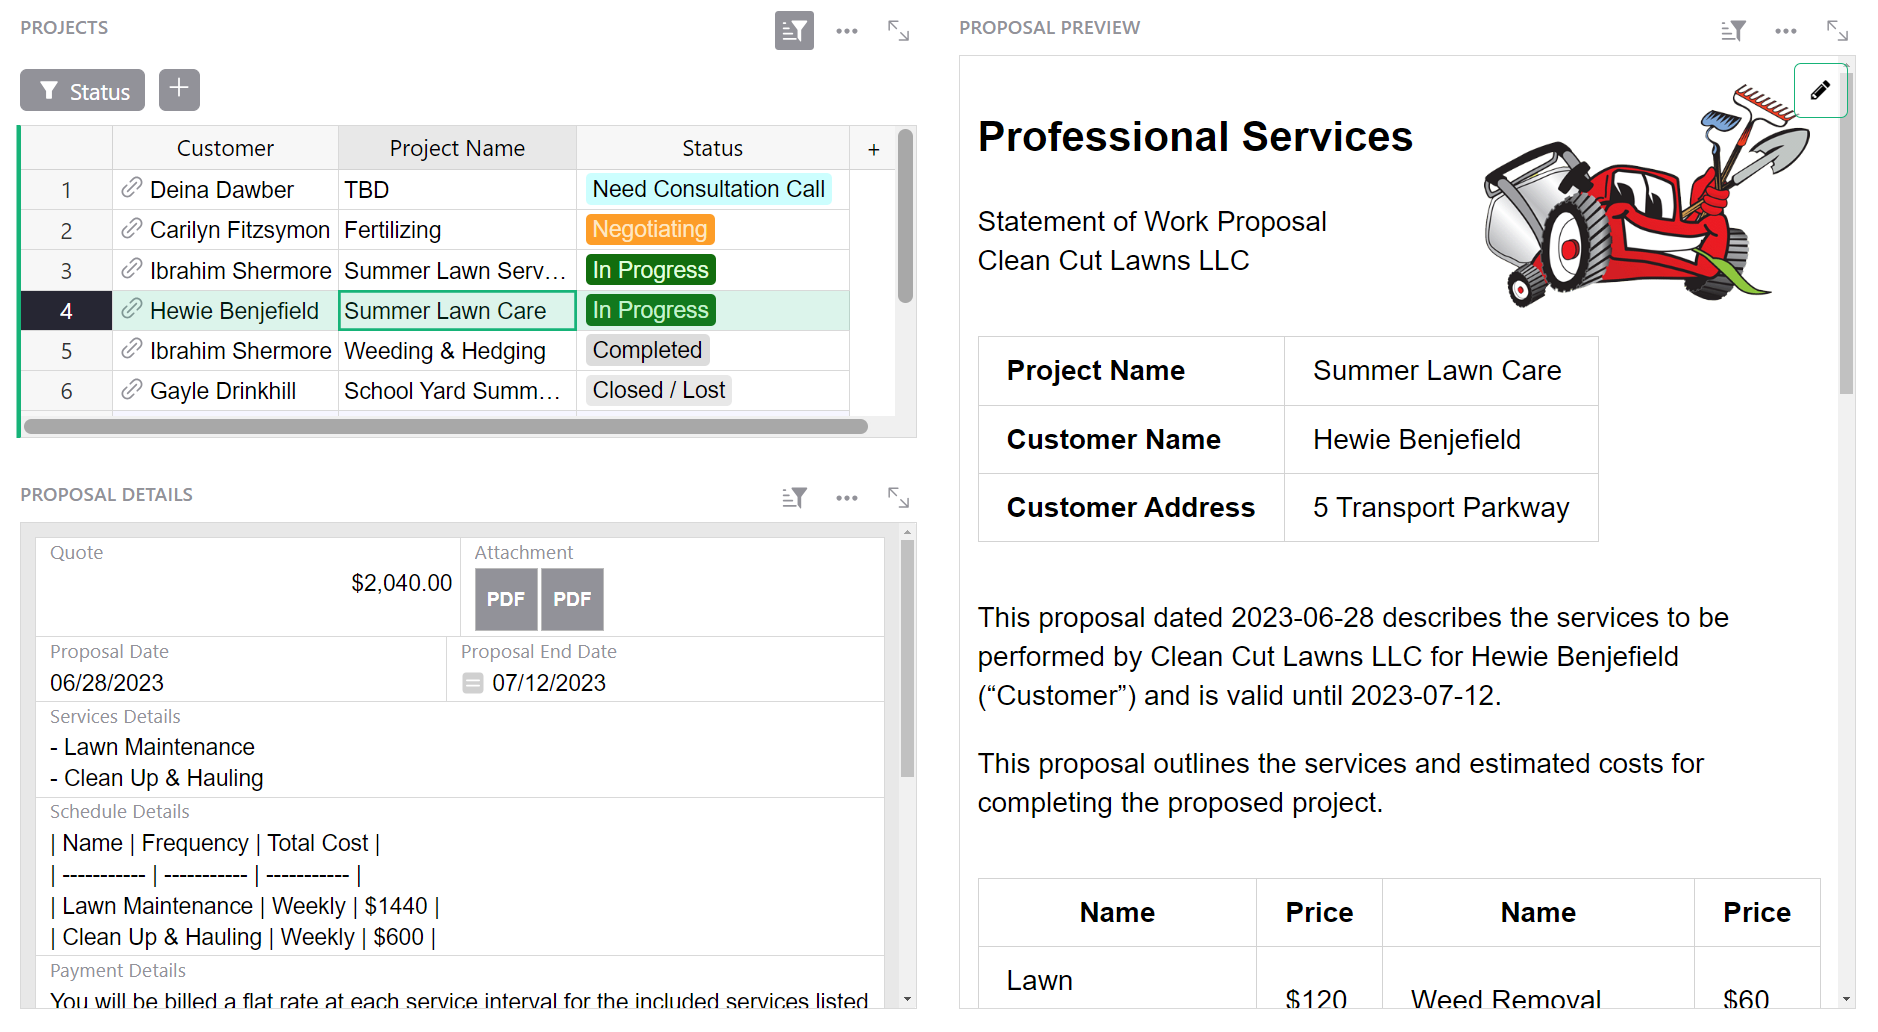 PROJECTS
Status
+
Customer Project Name Status +
1 Deina Dawber TBD Need Consultation Call
2 Carilyn Fitzsymon Fertilizing Negotiating
3 Ibrahim Shermore Summer Lawn Serv… In Progress
4 Hewie Benjefield Summer Lawn Care In Progress
5 Ibrahim Shermore Weeding & Hedging Completed
6 Gayle Drinkhill School Yard Summ… Closed / Lost
PROPOSAL DETAILS
Quote
$2,040.00
Attachment
PDF PDF
Proposal Date
06/28/2023
Proposal End Date
07/12/2023
Services Details
- Lawn Maintenance
- Clean Up & Hauling
Schedule Details
| Name | Frequency | Total Cost |
| ----------- | ----------- | ----------- |
| Lawn Maintenance | Weekly | $1440 |
| Clean Up & Hauling | Weekly | $600 |
Payment Details
You will be billed a flat rate at each service interval for the included services listed
PROPOSAL PREVIEW
Professional Services
Statement of Work Proposal
Clean Cut Lawns LLC
Project Name Summer Lawn Care
Customer Name Hewie Benjefield
Customer Address 5 Transport Parkway
This proposal dated 2023-06-28 describes the services to be
performed by Clean Cut Lawns LLC for Hewie Benjefield
(“Customer”) and is valid until 2023-07-12.
This proposal outlines the services and estimated costs for
completing the proposed project.
Name Price Name Price
Lawn
$120 Weed Removal $60